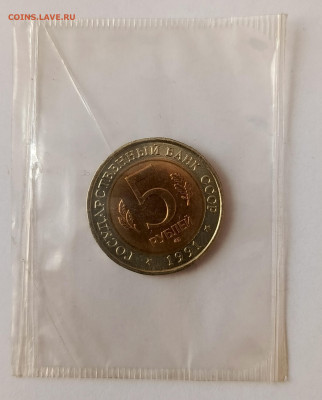 COINS.LAVE.RU
ГОСУДАРСТВЕННЫЙ БАНК СССР
5
РУБЛЕЙ
1991